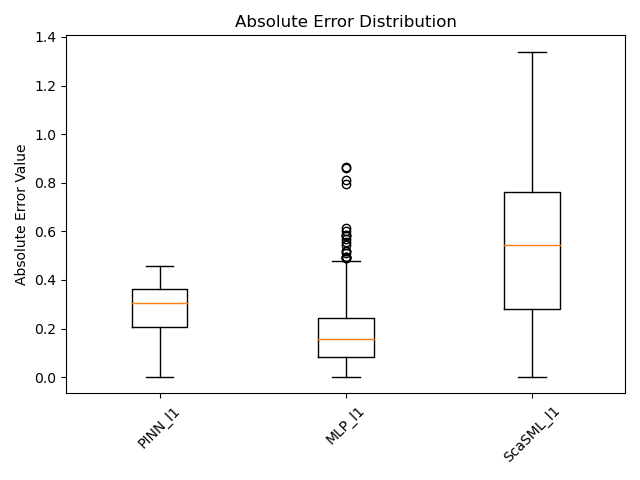 Absolute Error Distribution
Absolute Error Value
1.4
1.2
1.0
0.8
0.6
0.4
0.2
0.0
PINN_l1
MLP_l1
ScaSML_l1